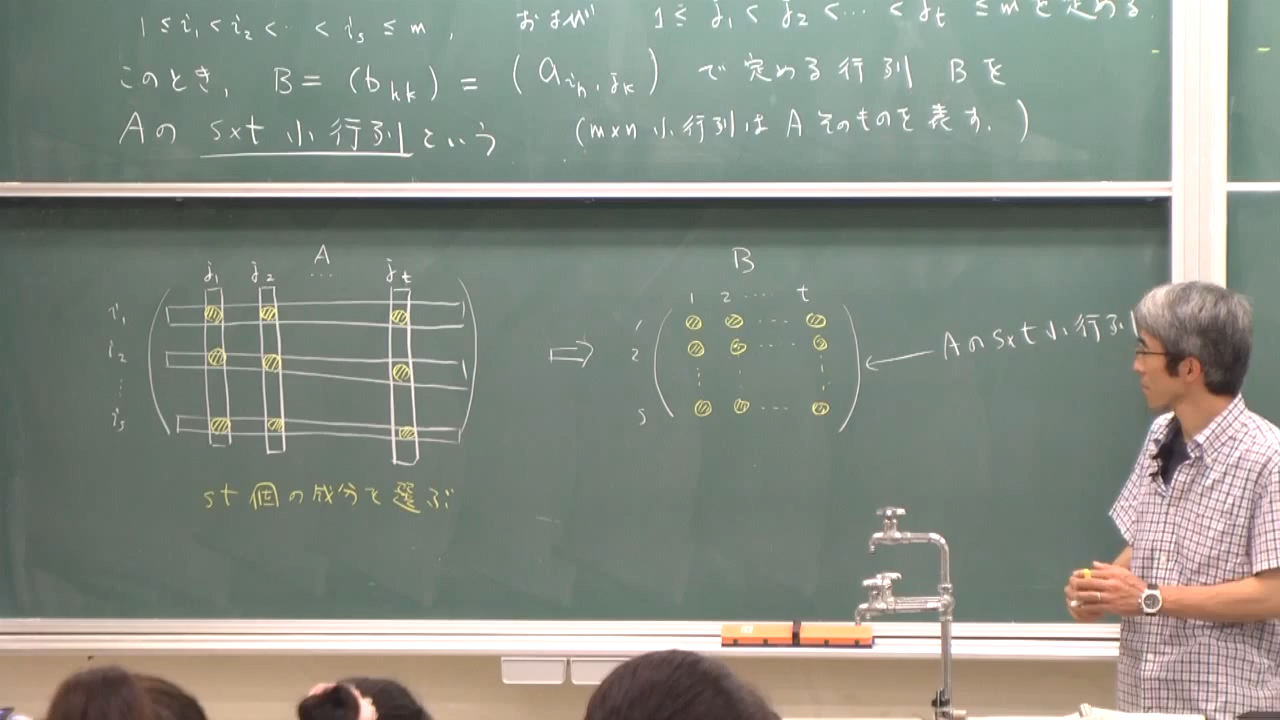 1 ≤ i₁ < i₂ < ‥ < iₛ ≤ m, および 1 ≤ j₁ < j₂ < ⋯ < jₜ ≤ m と定める.
このとき, B = (b_{hk}) = (a_{i_h, j_k}) で定める行列 B を
A の s×t 小行列 という (m×n 小行列は A そのものを表す.)
A
j₁ j₂ ⋯ jₜ
i₁
i₂
⋮
iₛ
st 個の成分を選ぶ
⇒
B
1 2 ⋯⋯ t
1 ⋯
2 ⋯⋯
⋮ ⋮ ⋮
s ⋯
← A の s×t 小行列